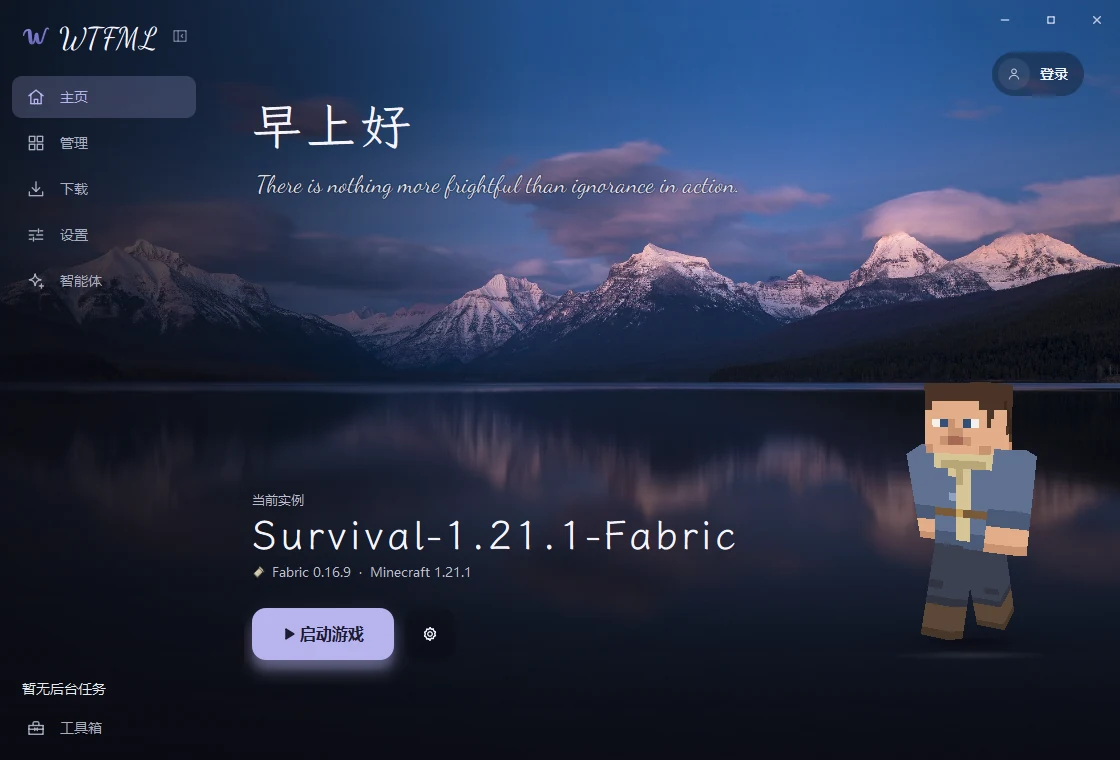 W WTFML
登录
主页
管理
下载
设置
智能体
早上好
There is nothing more frightful than ignorance in action.
当前实例
Survival-1.21.1-Fabric
Fabric 0.16.9 · Minecraft 1.21.1
启动游戏
暂无后台任务
工具箱